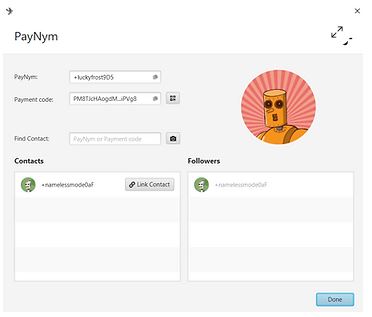 PayNym
PayNym: +luckyfrost9D5
Payment code: PM8TJcHAogdM...iPVg8
Find Contact: PayNym or Payment code
Contacts
Followers
+namelessmode0aF Link Contact
+namelessmode0aF
Done